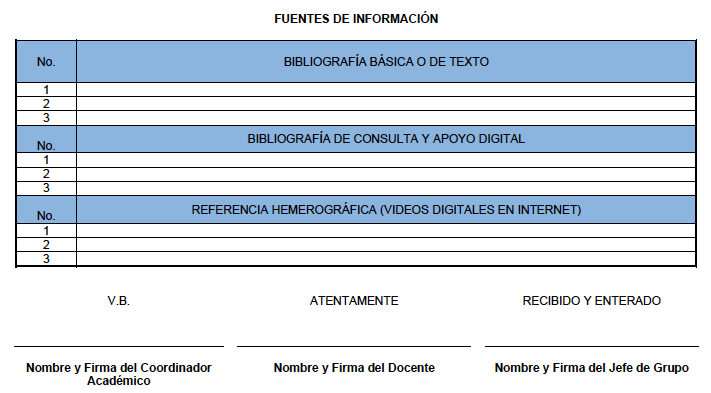 FUENTES DE INFORMACIÓN
No. BIBLIOGRAFÍA BÁSICA O DE TEXTO
1
2
3
No. BIBLIOGRAFÍA DE CONSULTA Y APOYO DIGITAL
1
2
3
No. REFERENCIA HEMEROGRÁFICA (VIDEOS DIGITALES EN INTERNET)
1
2
3
V.B. ATENTAMENTE RECIBIDO Y ENTERADO
Nombre y Firma del Coordinador Académico
Nombre y Firma del Docente
Nombre y Firma del Jefe de Grupo